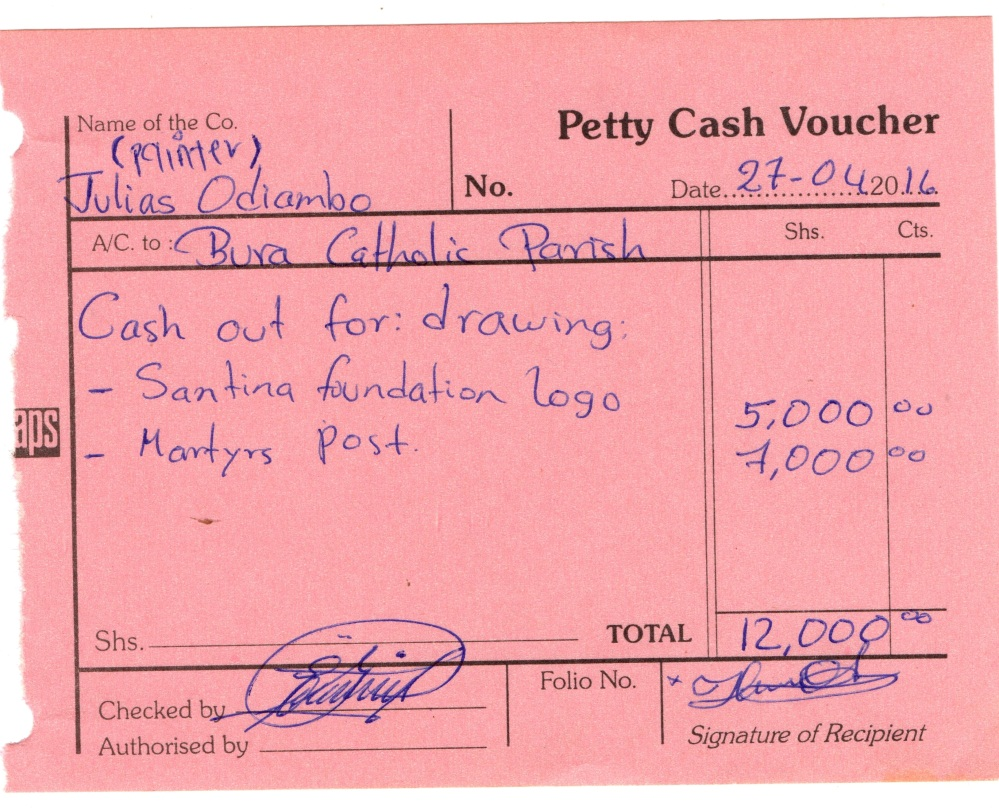 Name of the Co.
Petty Cash Voucher
(painter)
Julias Odiambo
No.
Date 27-04 2016
A/C. to : Bura Catholic Parish
Shs. Cts.
Cash out for: drawing:
- Santina foundation logo 5,000 00
- Martyrs post. 7,000 00
aps
Shs. TOTAL 12,000 00
Folio No. x
Checked by
Signature of Recipient
Authorised by